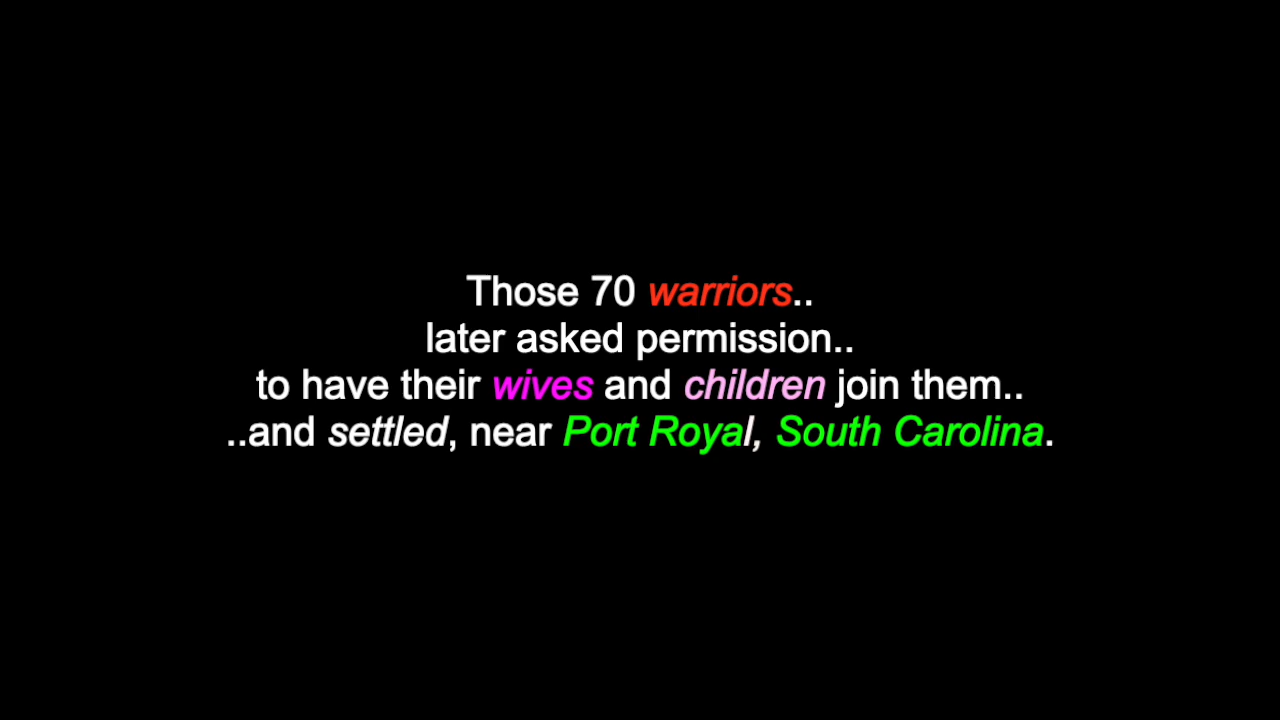 Those 70 warriors..
later asked permission..
to have their wives and children join them..
..and settled, near Port Royal, South Carolina.